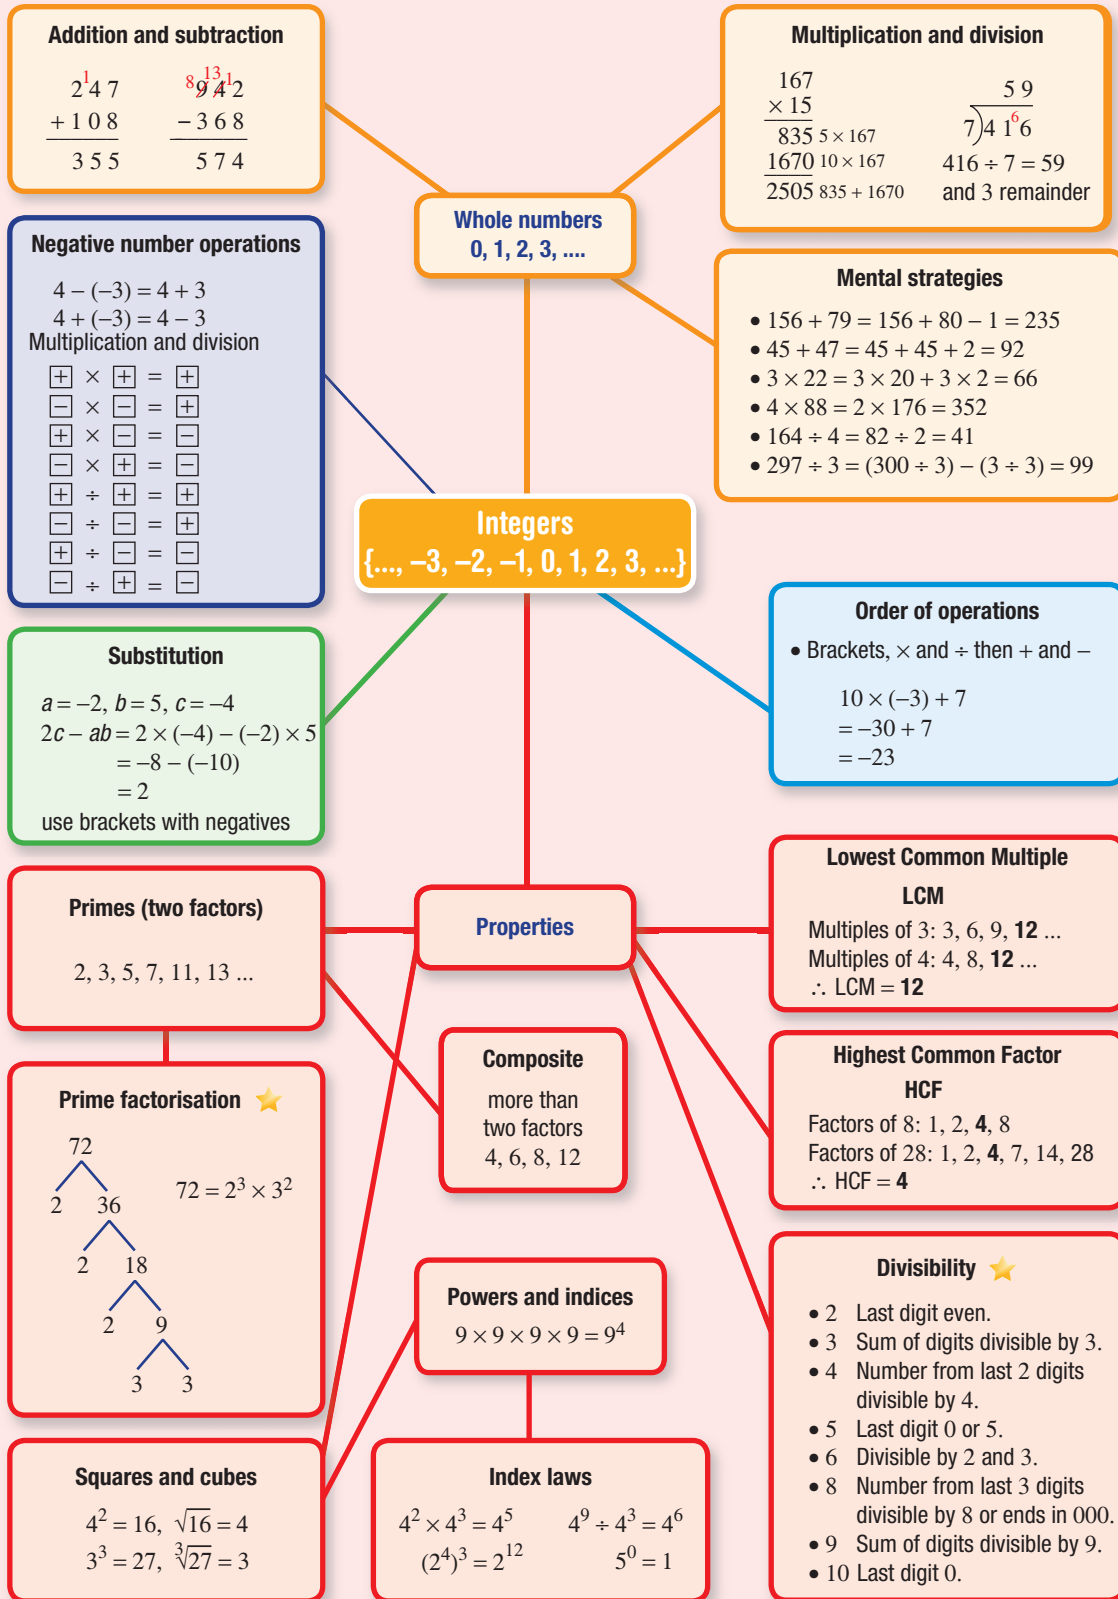 Addition and subtraction
1
2 4 7
+ 1 0 8
3 5 5
8 13 1
9 4 2
− 3 6 8
5 7 4
Multiplication and division
167
× 15
835 5 × 167
1670 10 × 167
2505 835 + 1670
5 9
7)4 1 6 6
416 ÷ 7 = 59
and 3 remainder
Whole numbers
0, 1, 2, 3, ....
Negative number operations
4 − (−3) = 4 + 3
4 + (−3) = 4 − 3
Multiplication and division
+ × + = +
− × − = +
+ × − = −
− × + = −
+ ÷ + = +
− ÷ − = +
+ ÷ − = −
− ÷ + = −
Mental strategies
• 156 + 79 = 156 + 80 − 1 = 235
• 45 + 47 = 45 + 45 + 2 = 92
• 3 × 22 = 3 × 20 + 3 × 2 = 66
• 4 × 88 = 2 × 176 = 352
• 164 ÷ 4 = 82 ÷ 2 = 41
• 297 ÷ 3 = (300 ÷ 3) − (3 ÷ 3) = 99
Integers
{..., −3, −2, −1, 0, 1, 2, 3, ...}
Substitution
a = −2, b = 5, c = −4
2c − ab = 2 × (−4) − (−2) × 5
= −8 − (−10)
= 2
use brackets with negatives
Order of operations
• Brackets, × and ÷ then + and −
10 × (−3) + 7
= −30 + 7
= −23
Primes (two factors)
2, 3, 5, 7, 11, 13 ...
Properties
Lowest Common Multiple
LCM
Multiples of 3: 3, 6, 9, 12 ...
Multiples of 4: 4, 8, 12 ...
∴ LCM = 12
Composite
more than
two factors
4, 6, 8, 12
Highest Common Factor
HCF
Factors of 8: 1, 2, 4, 8
Factors of 28: 1, 2, 4, 7, 14, 28
∴ HCF = 4
Prime factorisation
72
2 36
72 = 2³ × 3²
2 18
2 9
3 3
Powers and indices
9 × 9 × 9 × 9 = 9⁴
Divisibility
• 2 Last digit even.
• 3 Sum of digits divisible by 3.
• 4 Number from last 2 digits
divisible by 4.
• 5 Last digit 0 or 5.
• 6 Divisible by 2 and 3.
• 8 Number from last 3 digits
divisible by 8 or ends in 000.
• 9 Sum of digits divisible by 9.
• 10 Last digit 0.
Squares and cubes
4² = 16, √16 = 4
3³ = 27, ∛27 = 3
Index laws
4² × 4³ = 4⁵ 4⁹ ÷ 4³ = 4⁶
(2⁴)³ = 2¹² 5⁰ = 1